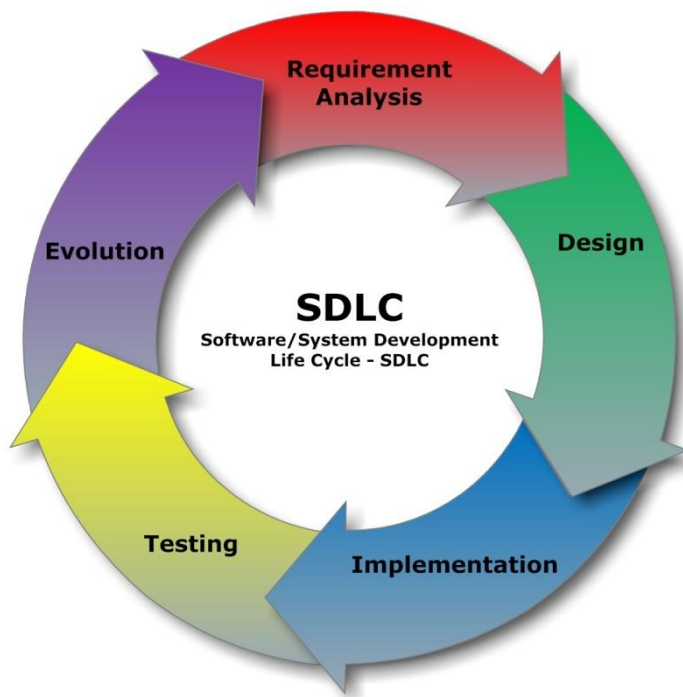 Requirement
Analysis
Design
Implementation
Testing
Evolution
SDLC
Software/System Development
Life Cycle - SDLC